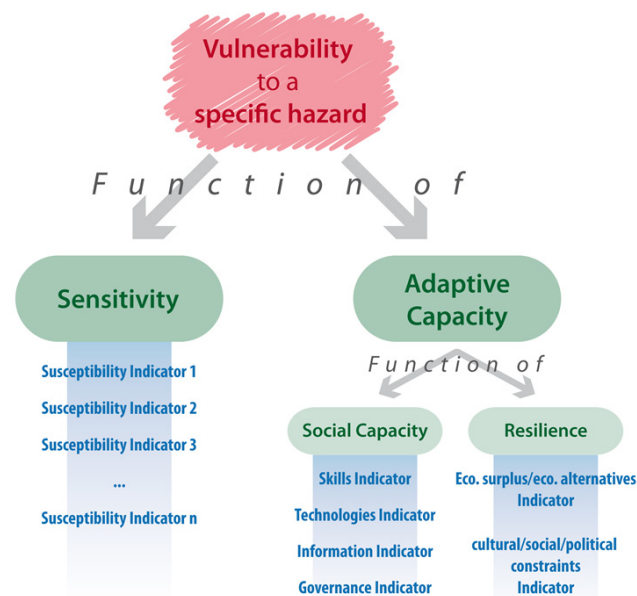 Vulnerability
to a
specific hazard
Function of
Sensitivity
Adaptive
Capacity
Susceptibility Indicator 1
Susceptibility Indicator 2
Susceptibility Indicator 3
...
Susceptibility Indicator n
Function of
Social Capacity
Resilience
Skills Indicator
Technologies Indicator
Information Indicator
Governance Indicator
Eco. surplus/eco. alternatives
Indicator
cultural/social/political
constraints
Indicator